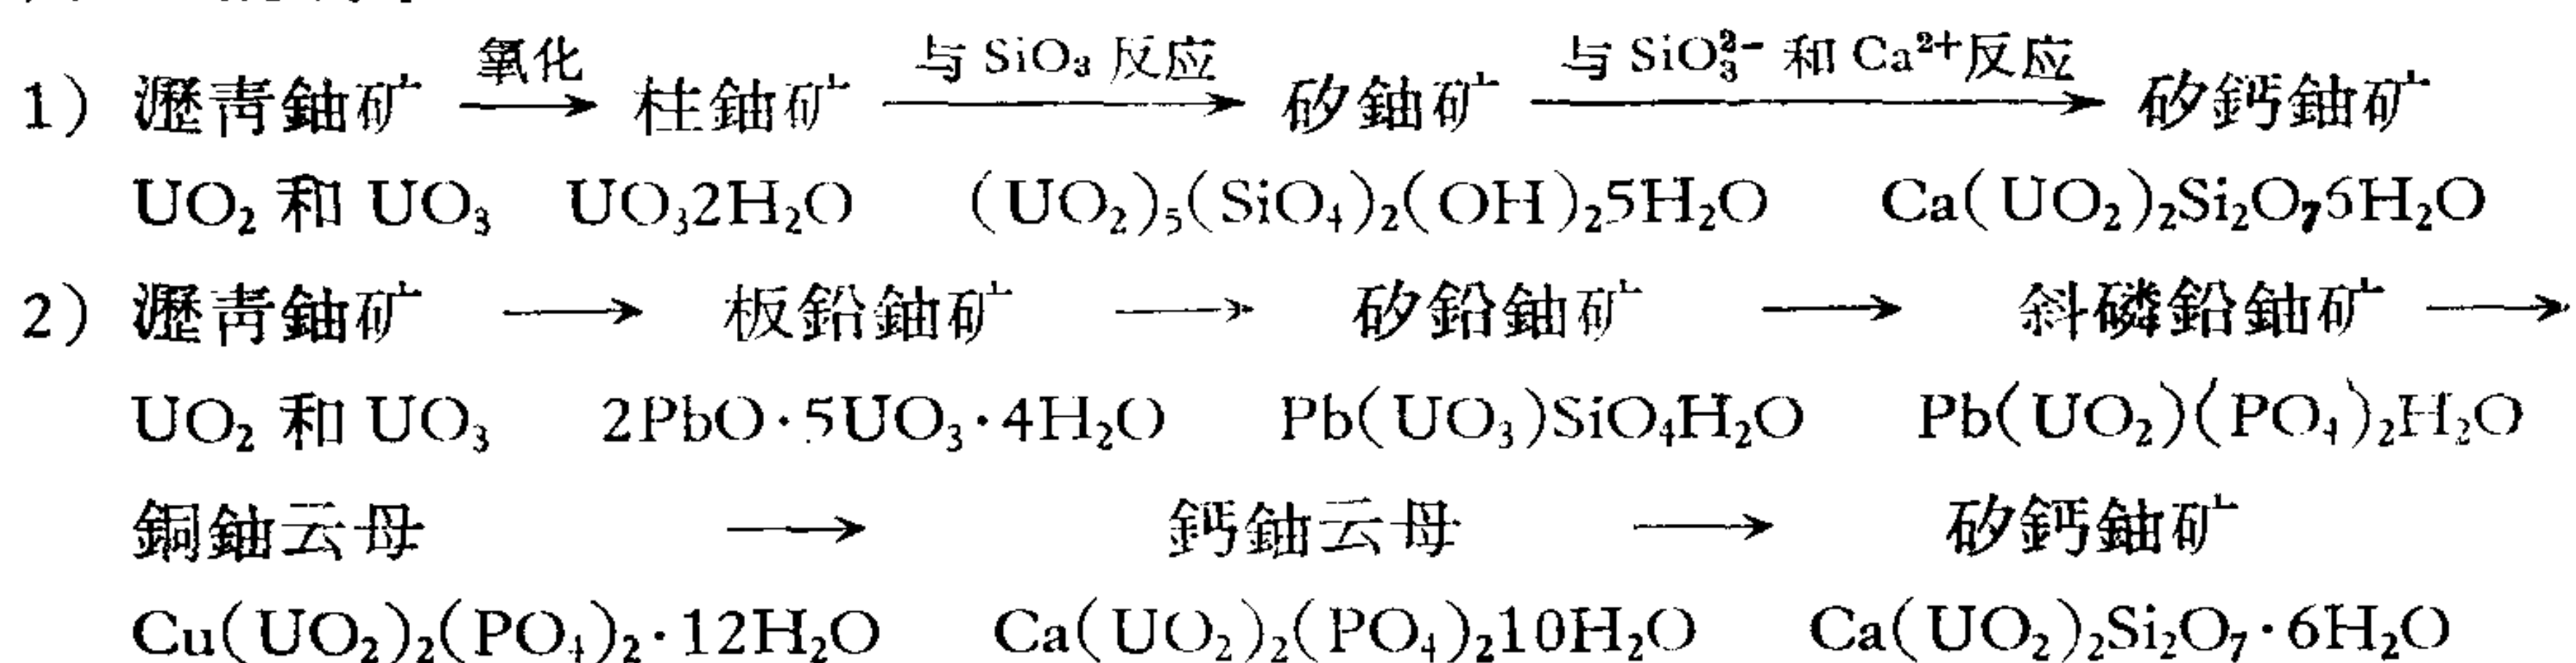 氧化 与 SiO₃ 反应 与 SiO₃²⁻ 和 Ca²⁺反应
1) 瀝青鈾矿 ⟶ 柱鈾矿 ⟶ 矽鈾矿 ⟶ 矽鈣鈾矿
UO₂ 和 UO₃ UO₃2H₂O (UO₂)₅(SiO₄)₂(OH)₂5H₂O Ca(UO₂)₂Si₂O₇6H₂O
2) 瀝青鈾矿 ⟶ 板鉛鈾矿 ⟶ 矽鉛鈾矿 ⟶ 斜磷鉛鈾矿 ⟶
UO₂ 和 UO₃ 2PbO·5UO₃·4H₂O Pb(UO₃)SiO₄H₂O Pb(UO₂)(PO₄)₂H₂O
銅鈾云母 ⟶ 鈣鈾云母 ⟶ 矽鈣鈾矿
Cu(UO₂)₂(PO₄)₂·12H₂O Ca(UO₂)₂(PO₄)₂10H₂O Ca(UO₂)₂Si₂O₇·6H₂O